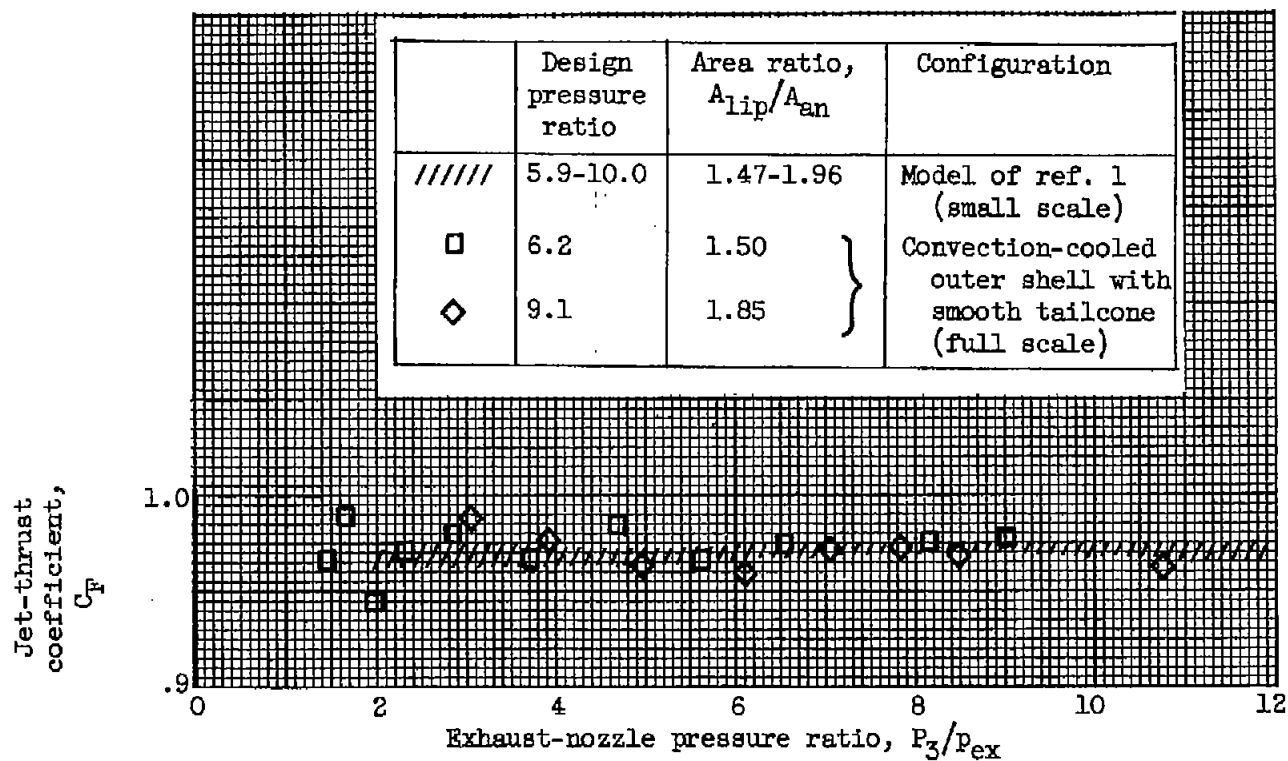 Design pressure ratio
Area ratio, A_lip/A_an
Configuration
////// 5.9-10.0 1.47-1.96 Model of ref. 1 (small scale)
6.2 1.50 Convection-cooled outer shell with smooth tailcone (full scale)
9.1 1.85
Jet-thrust coefficient, C_F
1.0
.9
0 2 4 6 8 10 12
Exhaust-nozzle pressure ratio, P_3/p_ex